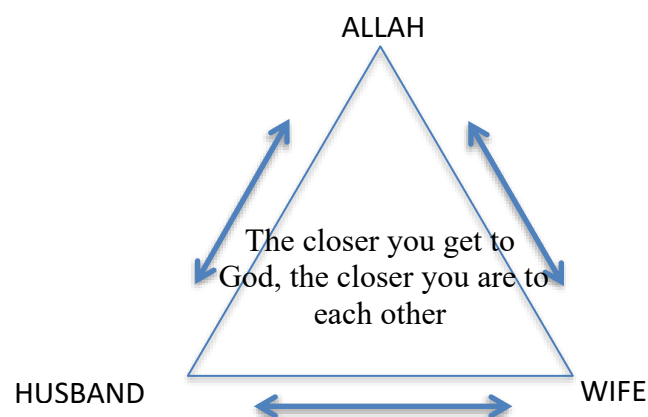 ALLAH
The closer you get to
God, the closer you are to
each other
HUSBAND
WIFE